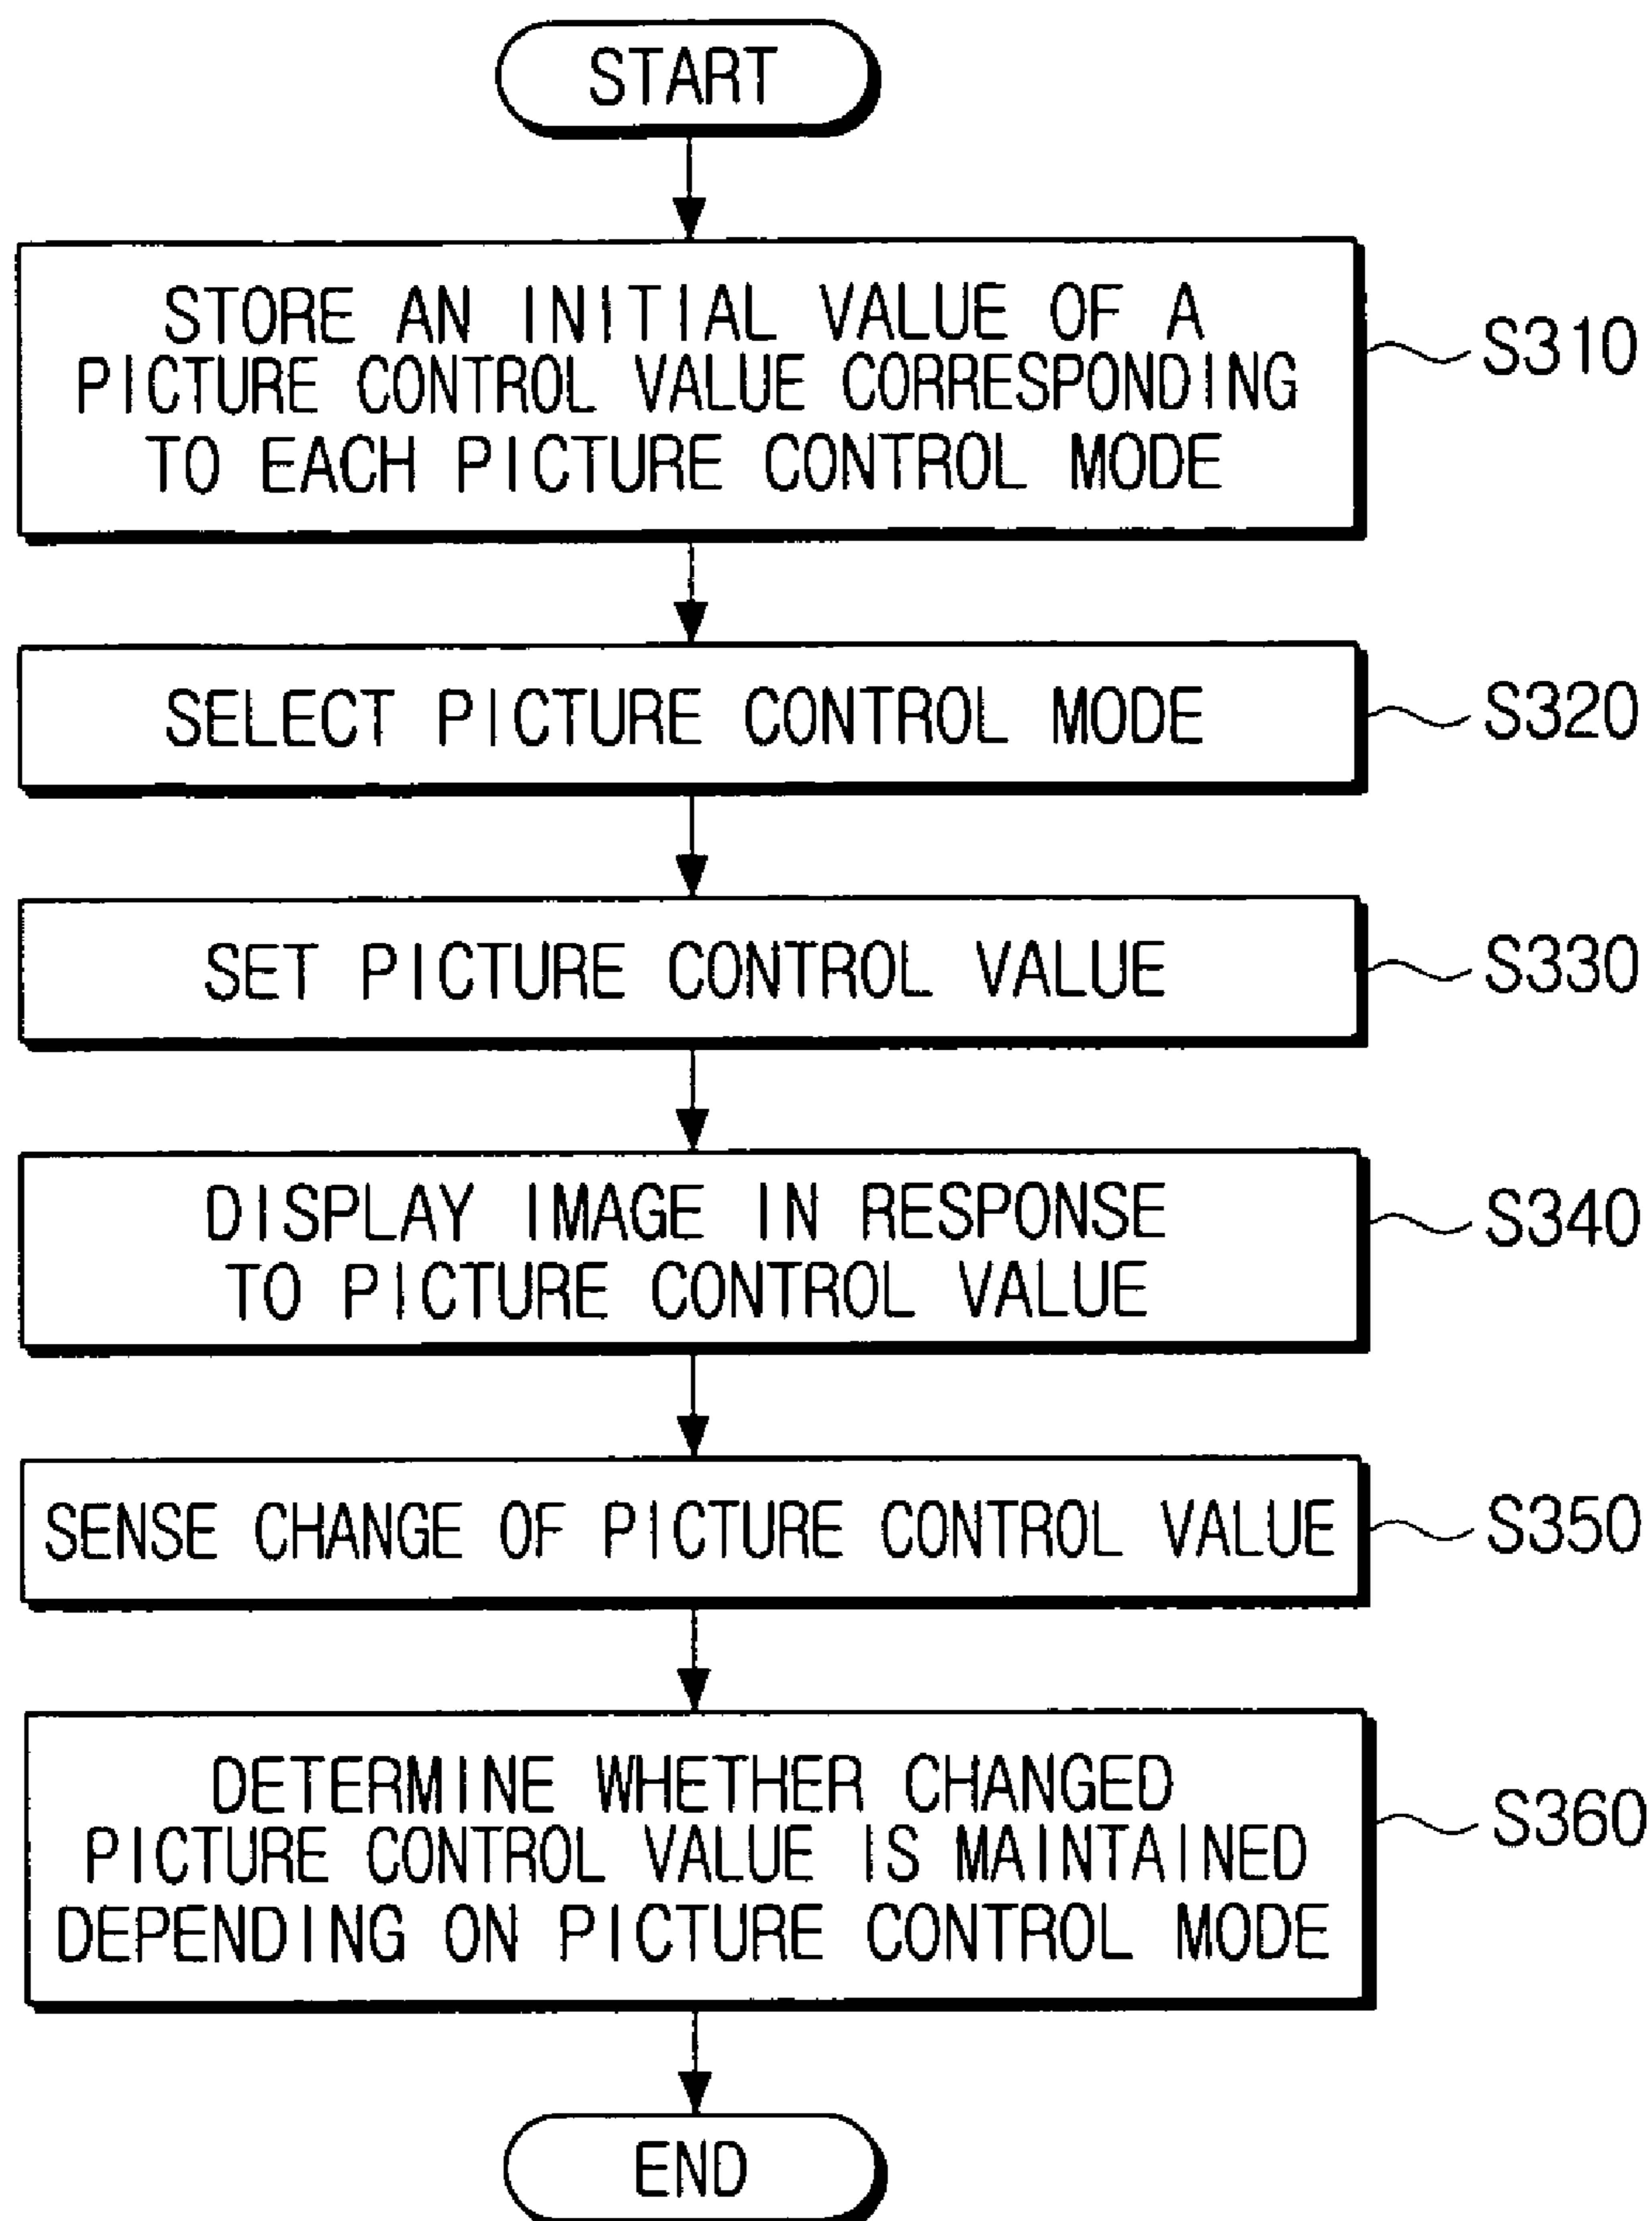 START
STORE AN INITIAL VALUE OF A
PICTURE CONTROL VALUE CORRESPONDING
TO EACH PICTURE CONTROL MODE
S310
SELECT PICTURE CONTROL MODE
S320
SET PICTURE CONTROL VALUE
S330
DISPLAY IMAGE IN RESPONSE
TO PICTURE CONTROL VALUE
S340
SENSE CHANGE OF PICTURE CONTROL VALUE
S350
DETERMINE WHETHER CHANGED
PICTURE CONTROL VALUE IS MAINTAINED
DEPENDING ON PICTURE CONTROL MODE
S360
END